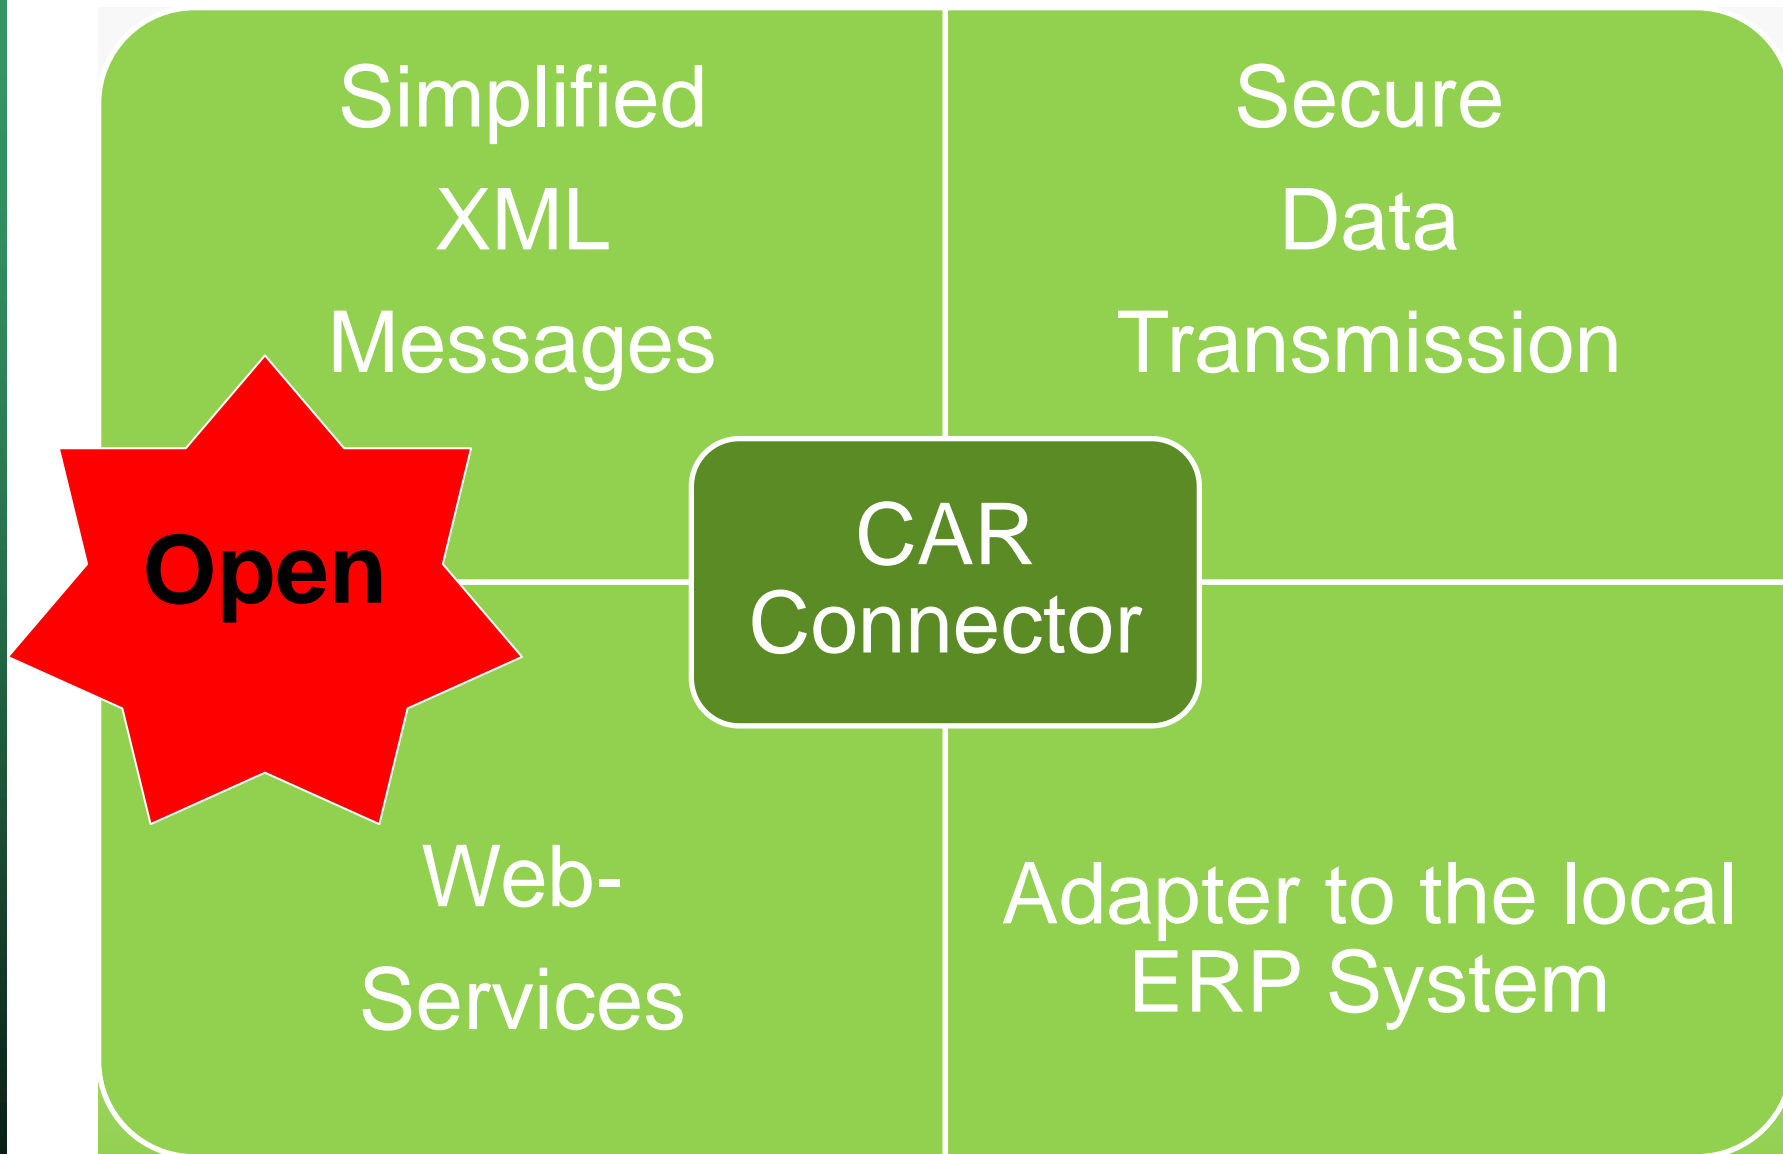 Simplified
XML
Messages
Secure
Data
Transmission
Open
CAR
Connector
Web-
Services
Adapter to the local
ERP System